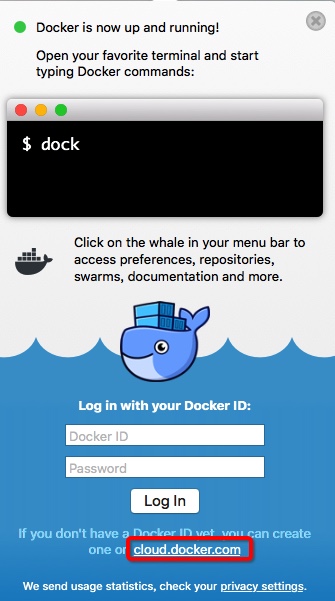 Docker is now up and running!
Open your favorite terminal and start
typing Docker commands:
$ dock
Click on the whale in your menu bar to
access preferences, repositories,
swarms, documentation and more.
Log in with your Docker ID:
Docker ID
Password
Log In
If you don't have a Docker ID yet, you can create
one on cloud.docker.com
We send usage statistics, check your privacy settings.